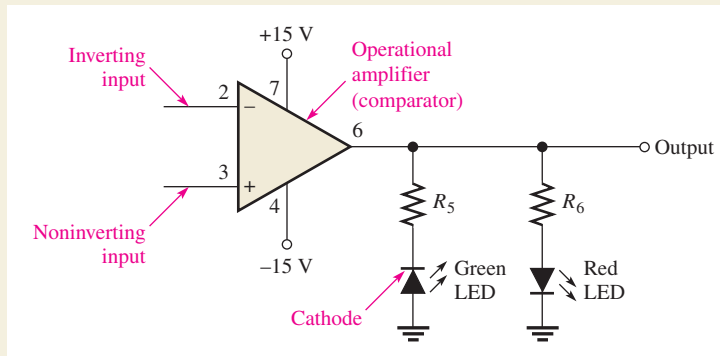 +15 V
Inverting
input
Operational
amplifier
(comparator)
2
7
−
6
Output
3
+
4
R5
R6
Noninverting
input
−15 V
Green
LED
Red
LED
Cathode